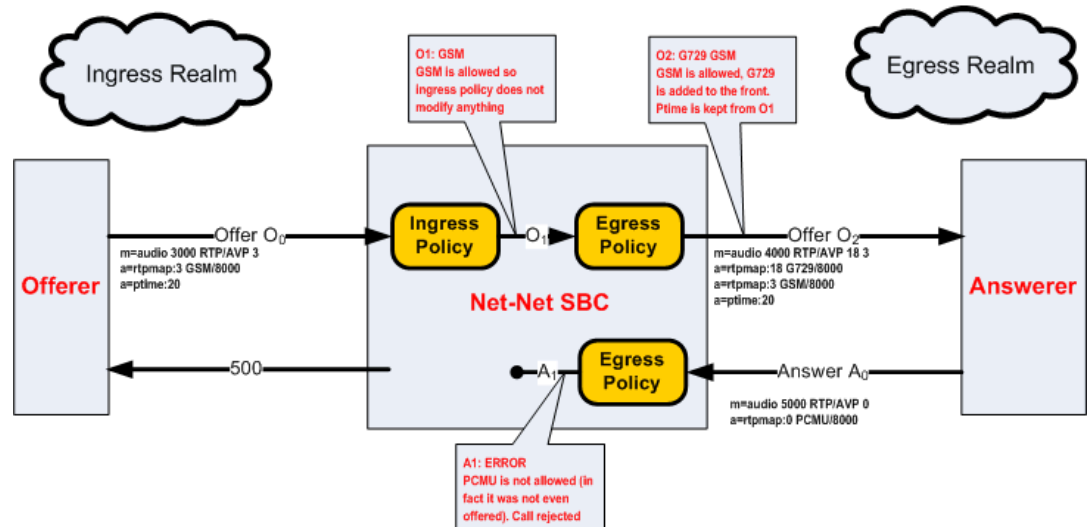 Ingress Realm
Egress Realm
O1: GSM
GSM is allowed so
ingress policy does not
modify anything
O2: G729 GSM
GSM is allowed, G729
is added to the front.
Ptime is kept from O1
Offerer
Offer O0
m=audio 3000 RTP/AVP 3
a=rtpmap:3 GSM/8000
a=ptime:20
Ingress
Policy
O1
Egress
Policy
Offer O2
m=audio 4000 RTP/AVP 18 3
a=rtpmap:18 G729/8000
a=rtpmap:3 GSM/8000
a=ptime:20
Answerer
Net-Net SBC
500
A1
Egress
Policy
Answer A0
m=audio 5000 RTP/AVP 0
a=rtpmap:0 PCMU/8000
A1: ERROR
PCMU is not allowed (in
fact it was not even
offered). Call rejected